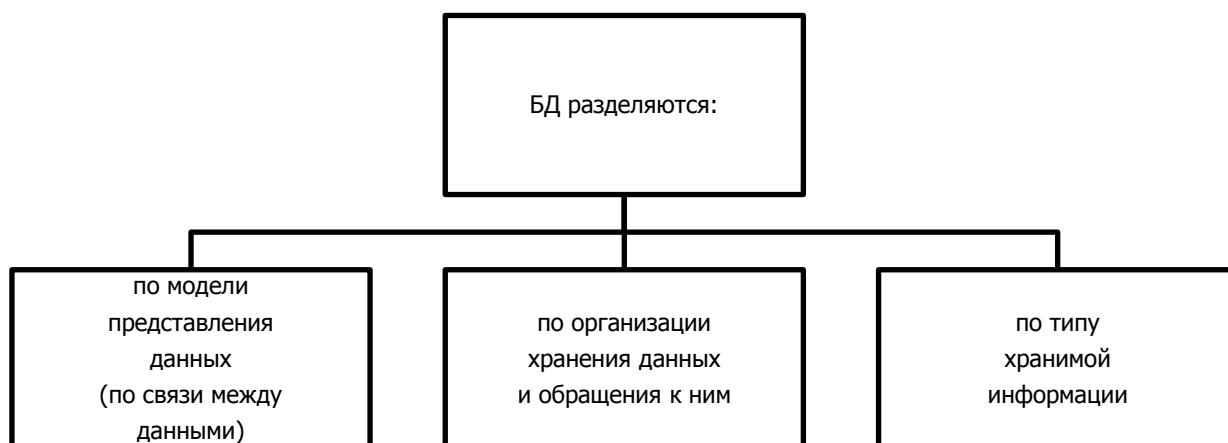 БД разделяются:
по модели
представления
данных
(по связи между
данными)
по организации
хранения данных
и обращения к ним
по типу
хранимой
информации